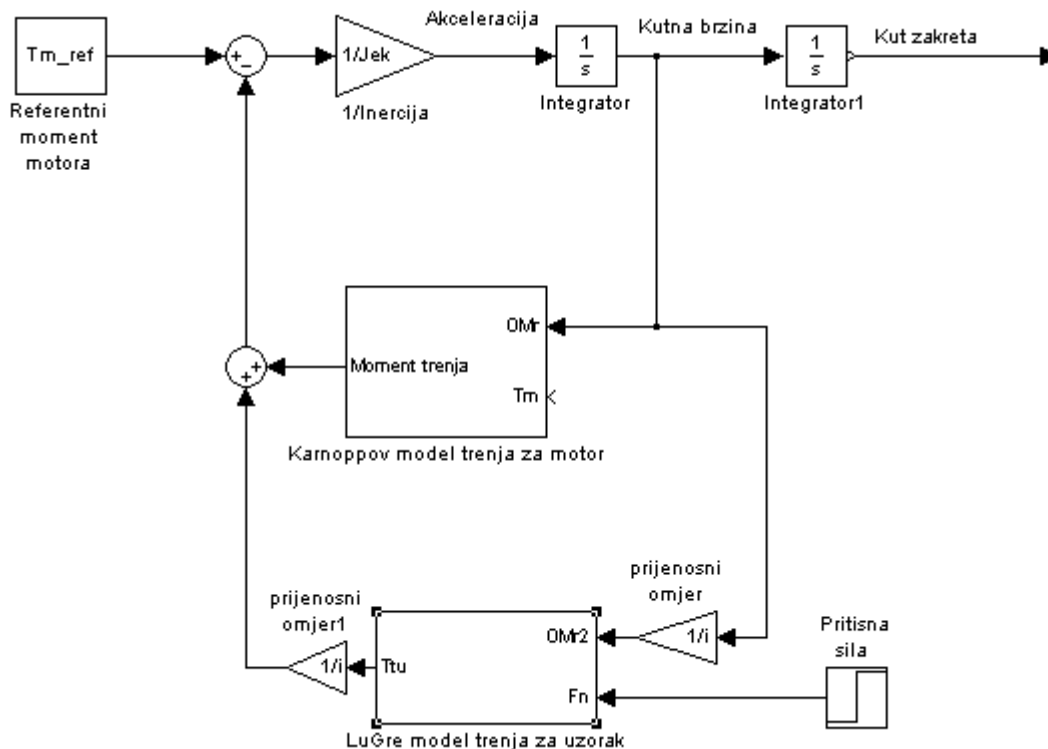 Tm_ref
Referentni
moment
motora
+
−
1/Jek
1/Inercija
Akceleracija
1
s
Integrator
Kutna brzina
1
s
Integrator1
Kut zakreta
+
+
OMr
Moment trenja
Tm
Karnoppov model trenja za motor
prijenosni
omjer1
1/i
Ttu
OMr2
Fn
LuGre model trenja za uzorak
prijenosni
omjer
1/i
Pritisna
sila